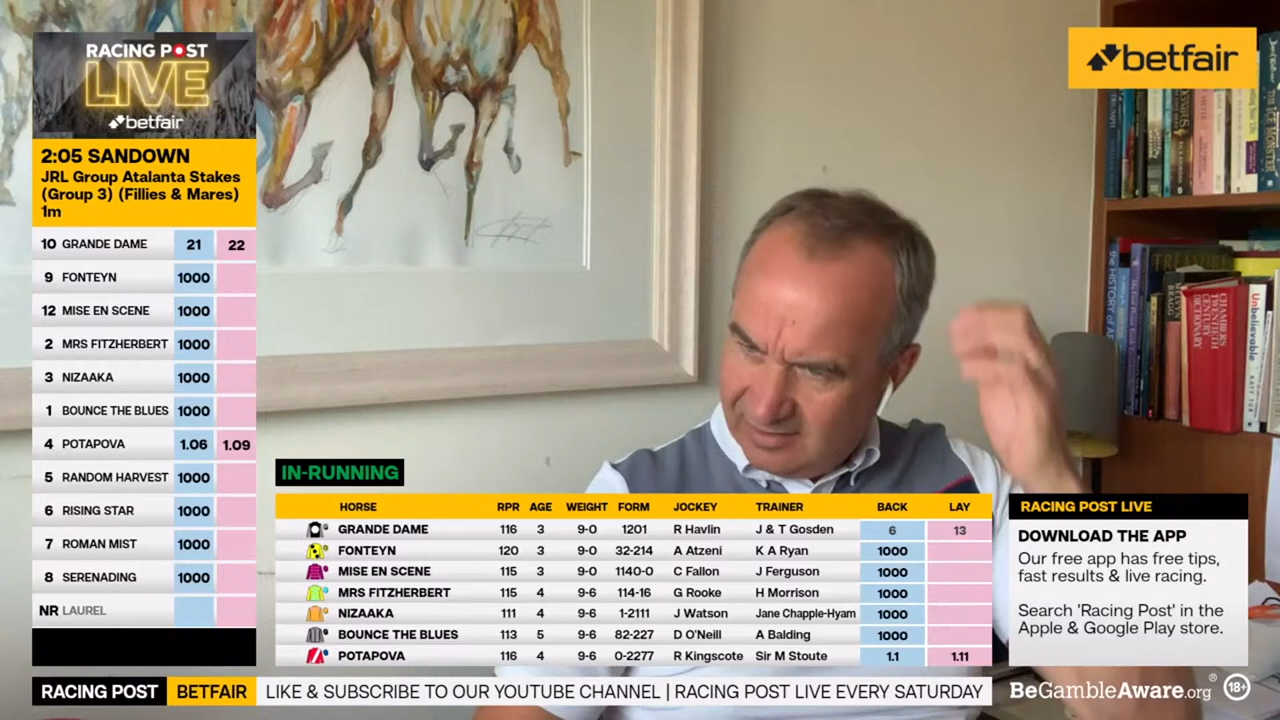 RACING POST
LIVE
betfair
2:05 SANDOWN
JRL Group Atalanta Stakes
(Group 3) (Fillies & Mares)
1m
10 GRANDE DAME 21 22
9 FONTEYN 1000
12 MISE EN SCENE 1000
2 MRS FITZHERBERT 1000
3 NIZAAKA 1000
1 BOUNCE THE BLUES 1000
4 POTAPOVA 1.06 1.09
5 RANDOM HARVEST 1000
6 RISING STAR 1000
7 ROMAN MIST 1000
8 SERENADING 1000
NR LAUREL
betfair
TREASURE
the HISTORY of
BRAGG
CHAMBERS
TWENTIETH
CENTURY
DICTIONARY
Unbelievable
IN-RUNNING
HORSE RPR AGE WEIGHT FORM JOCKEY TRAINER BACK LAY
GRANDE DAME 116 3 9-0 1201 R Havlin J & T Gosden 6 13
FONTEYN 120 3 9-0 32-214 A Atzeni K A Ryan 1000
MISE EN SCENE 115 3 9-0 1140-0 C Fallon J Ferguson 1000
MRS FITZHERBERT 115 4 9-6 114-16 G Rooke H Morrison 1000
NIZAAKA 111 4 9-6 1-2111 J Watson Jane Chapple-Hyam 1000
BOUNCE THE BLUES 113 5 9-6 82-227 D O'Neill A Balding 1000
POTAPOVA 116 4 9-6 0-2277 R Kingscote Sir M Stoute 1.1 1.11
RACING POST LIVE
DOWNLOAD THE APP
Our free app has free tips,
fast results & live racing.
Search 'Racing Post' in the
Apple & Google Play store.
RACING POST BETFAIR LIKE & SUBSCRIBE TO OUR YOUTUBE CHANNEL | RACING POST LIVE EVERY SATURDAY
BeGambleAware.org® 18+